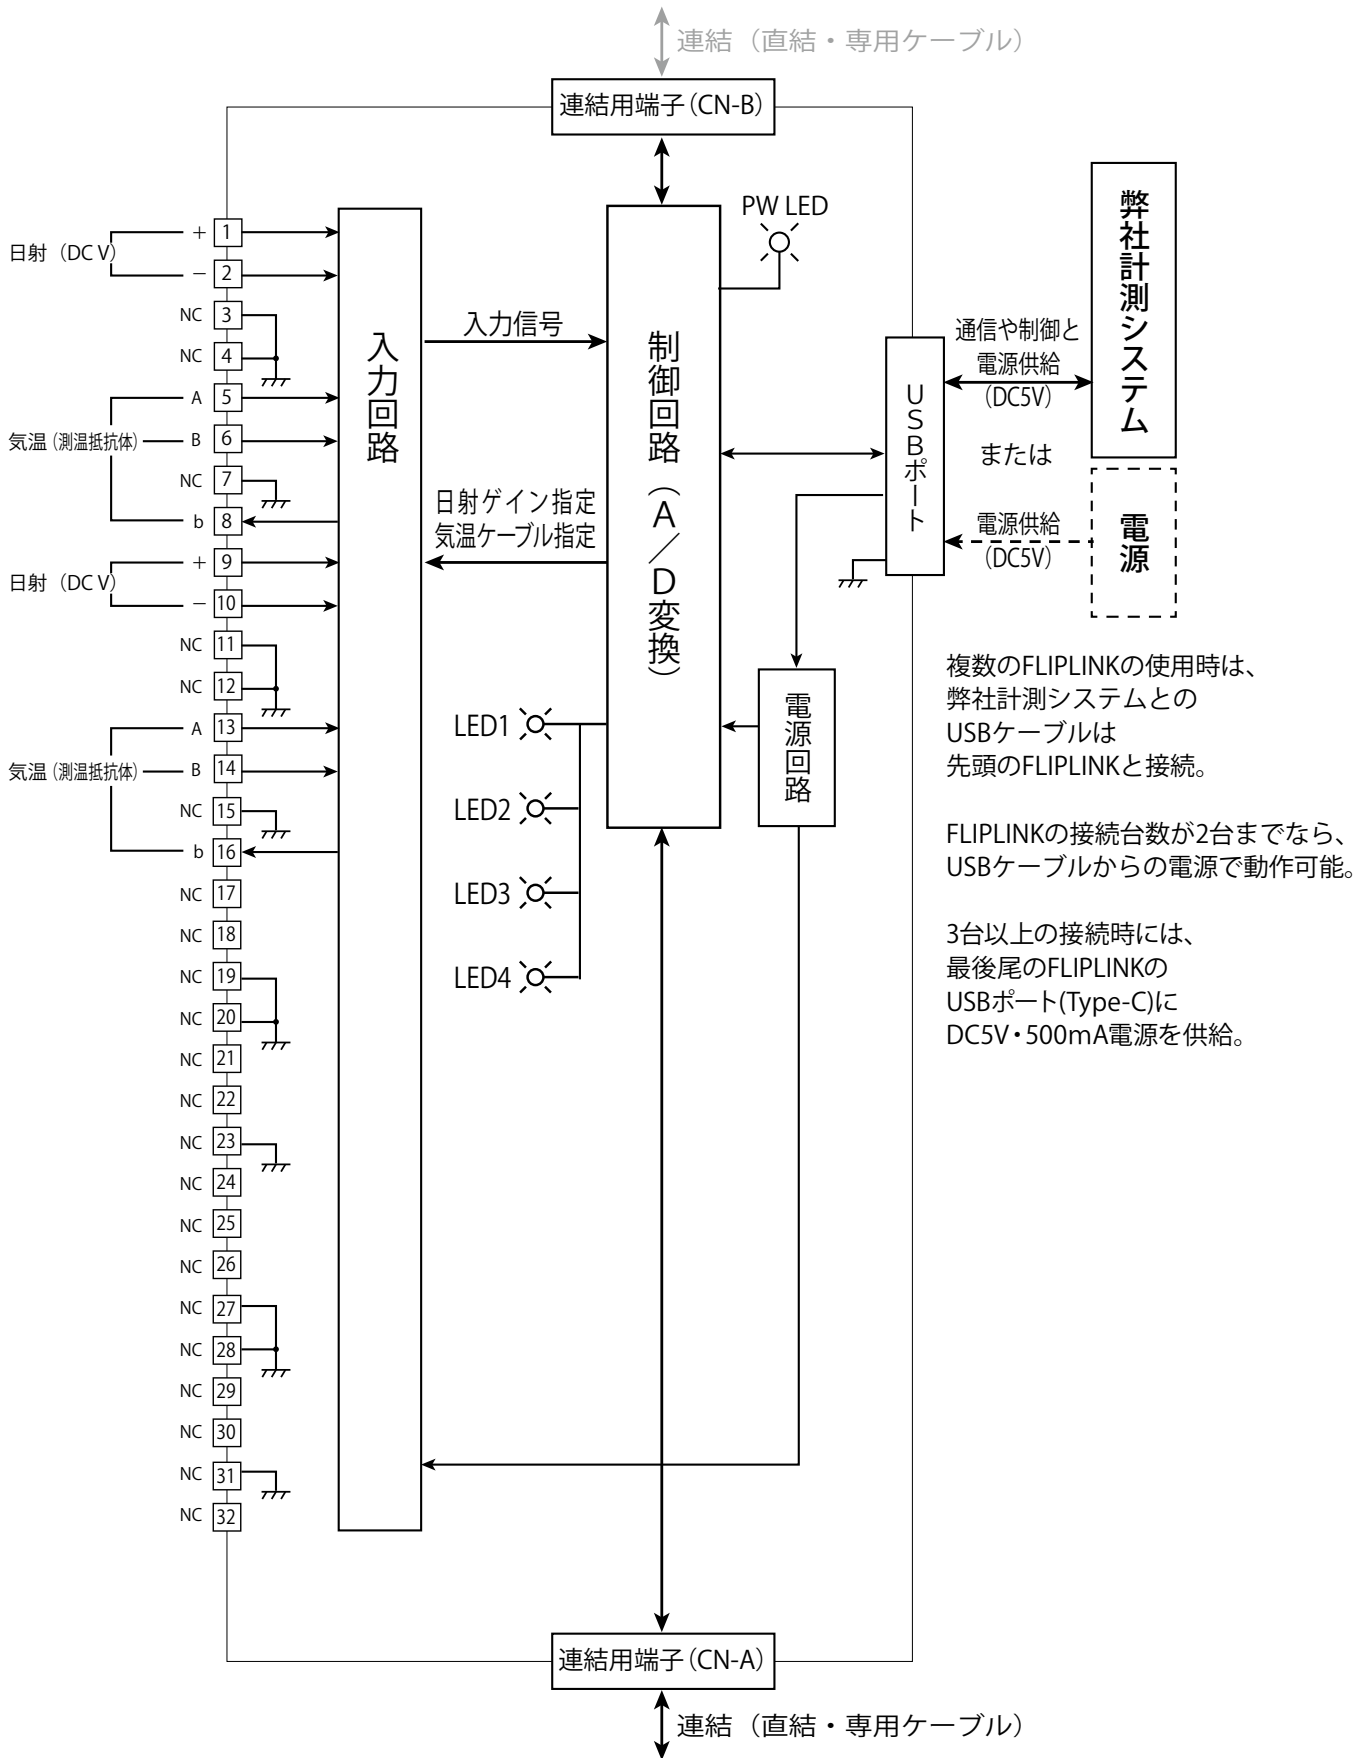 連結（直結・専用ケーブル）
連結用端子（CN-B）
PW LED
弊社計測システム
日射（DC V）
＋ 1
－ 2
NC 3
NC 4
A 5
気温（測温抵抗体）
B 6
NC 7
b 8
日射（DC V）
＋ 9
－ 10
NC 11
NC 12
A 13
気温（測温抵抗体）
B 14
NC 15
b 16
NC 17
NC 18
NC 19
NC 20
NC 21
NC 22
NC 23
NC 24
NC 25
NC 26
NC 27
NC 28
NC 29
NC 30
NC 31
NC 32
入力回路
入力信号
日射ゲイン指定
気温ケーブル指定
制御回路（A／D変換）
LED1
LED2
LED3
LED4
USBポート
電源回路
通信や制御と
電源供給
（DC5V）
または
電源供給
（DC5V）
電源
複数のFLIPLINKの使用時は、
弊社計測システムとの
USBケーブルは
先頭のFLIPLINKと接続。
FLIPLINKの接続台数が2台までなら、
USBケーブルからの電源で動作可能。
3台以上の接続時には、
最後尾のFLIPLINKの
USBポート(Type-C)に
DC5V・500mA電源を供給。
連結用端子（CN-A）
連結（直結・専用ケーブル）